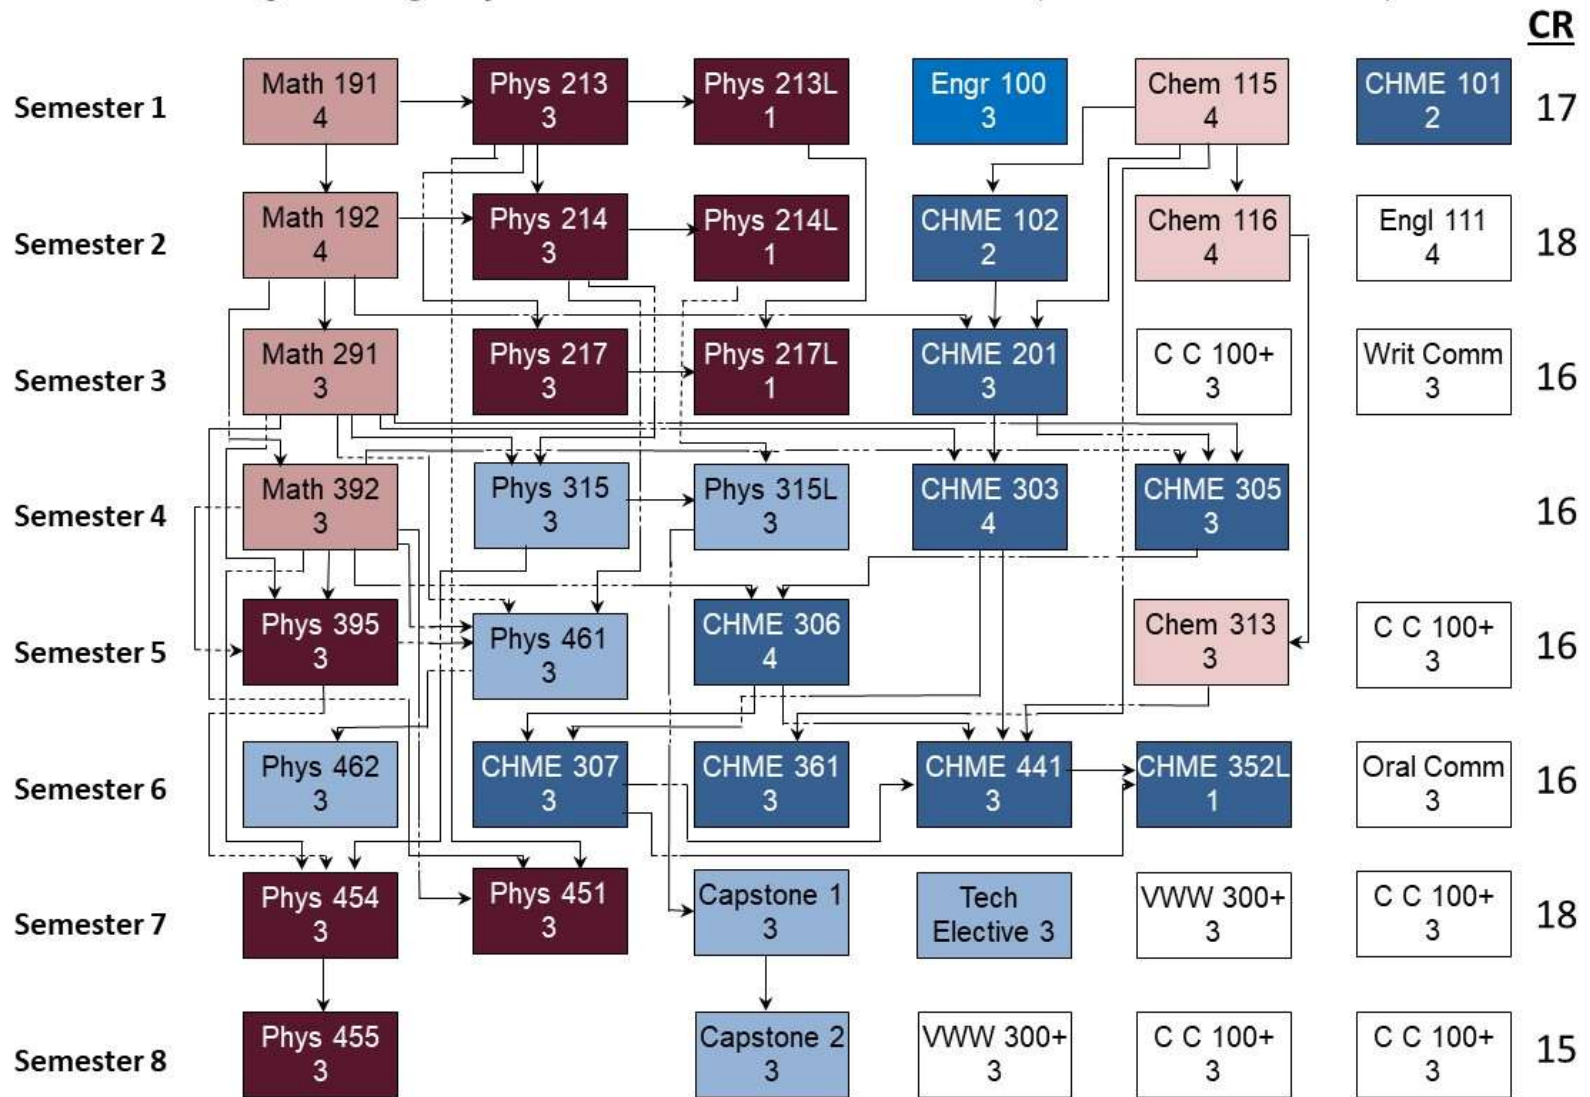 CR
Semester 1
Math 191
4
Phys 213
3
Phys 213L
1
Engr 100
3
Chem 115
4
CHME 101
2
17
Semester 2
Math 192
4
Phys 214
3
Phys 214L
1
CHME 102
2
Chem 116
4
Engl 111
4
18
Semester 3
Math 291
3
Phys 217
3
Phys 217L
1
CHME 201
3
C C 100+
3
Writ Comm
3
16
Semester 4
Math 392
3
Phys 315
3
Phys 315L
3
CHME 303
4
CHME 305
3
16
Semester 5
Phys 395
3
Phys 461
3
CHME 306
4
Chem 313
3
C C 100+
3
16
Semester 6
Phys 462
3
CHME 307
3
CHME 361
3
CHME 441
3
CHME 352L
1
Oral Comm
3
16
Semester 7
Phys 454
3
Phys 451
3
Capstone 1
3
Tech
Elective 3
VWW 300+
3
C C 100+
3
18
Semester 8
Phys 455
3
Capstone 2
3
VWW 300+
3
C C 100+
3
C C 100+
3
15